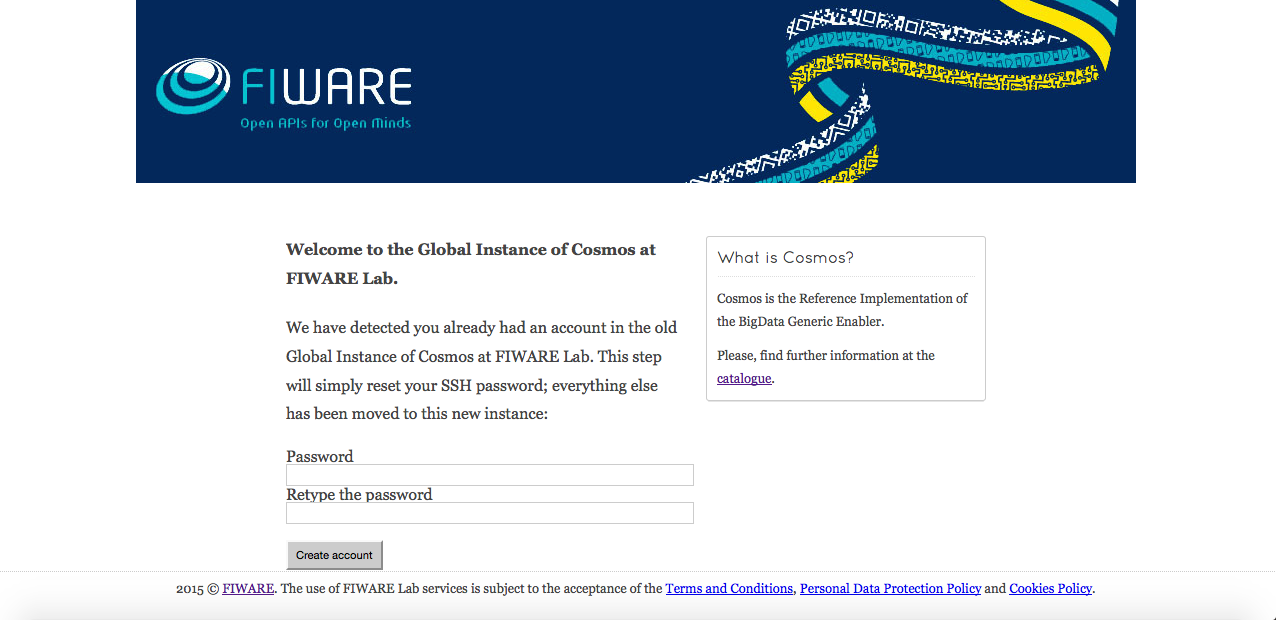 FIWARE
Open APIs for Open Minds
Welcome to the Global Instance of Cosmos at
FIWARE Lab.
We have detected you already had an account in the old
Global Instance of Cosmos at FIWARE Lab. This step
will simply reset your SSH password; everything else
has been moved to this new instance:
Password
Retype the password
Create account
What is Cosmos?
Cosmos is the Reference Implementation of
the BigData Generic Enabler.
Please, find further information at the
catalogue.
2015 © FIWARE. The use of FIWARE Lab services is subject to the acceptance of the Terms and Conditions, Personal Data Protection Policy and Cookies Policy.